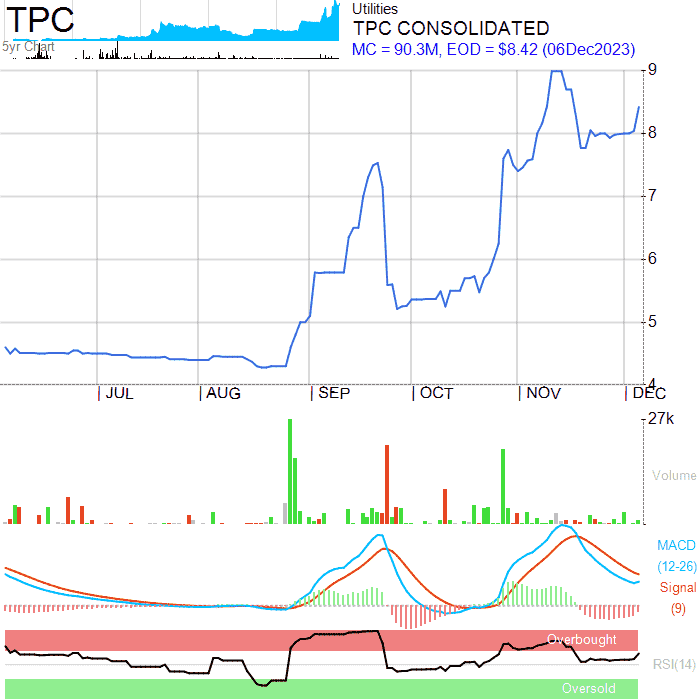 TPC
5yr Chart
Utilities
TPC CONSOLIDATED
MC = 90.3M, EOD = $8.42 (06Dec2023)
9
8
7
6
5
4
JUL AUG SEP OCT NOV DEC
27k
Volume
MACD
(12-26)
Signal
(9)
Overbought
RSI(14)
Oversold